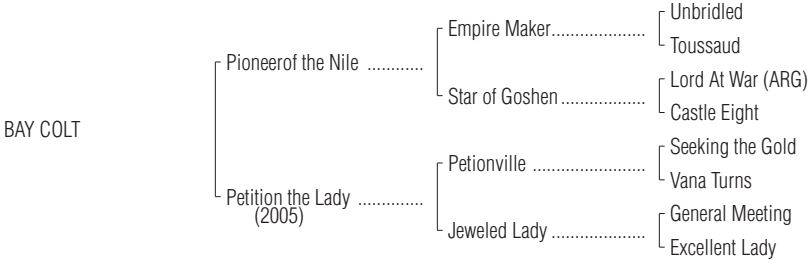 Unbridled
Empire Maker.....................
Toussaud
Pioneerof the Nile ............
Lord At War (ARG)
Star of Goshen...................
Castle Eight
BAY COLT
Seeking the Gold
Petionville .........................
Vana Turns
Petition the Lady ..............
(2005)
General Meeting
Jeweled Lady .....................
Excellent Lady